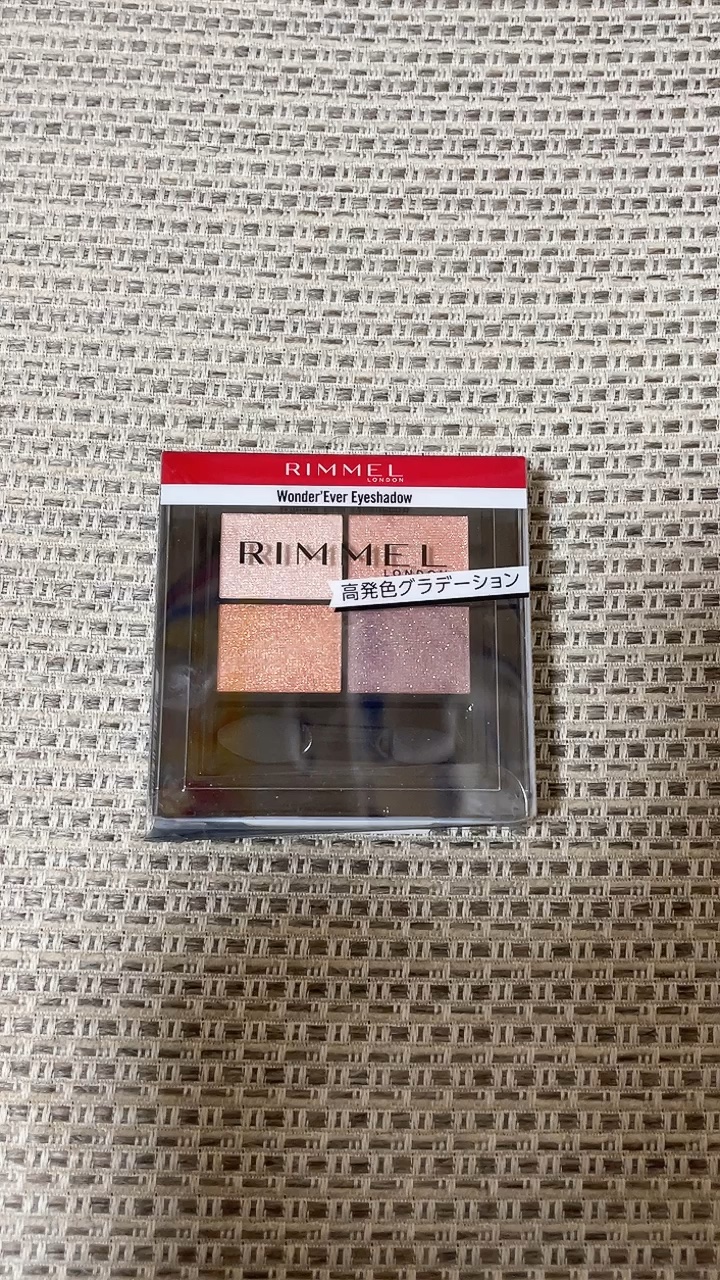 RIMMEL
LONDON
Wonder'Ever Eyeshadow
RIMMEL
LONDON
高発色グラデーション